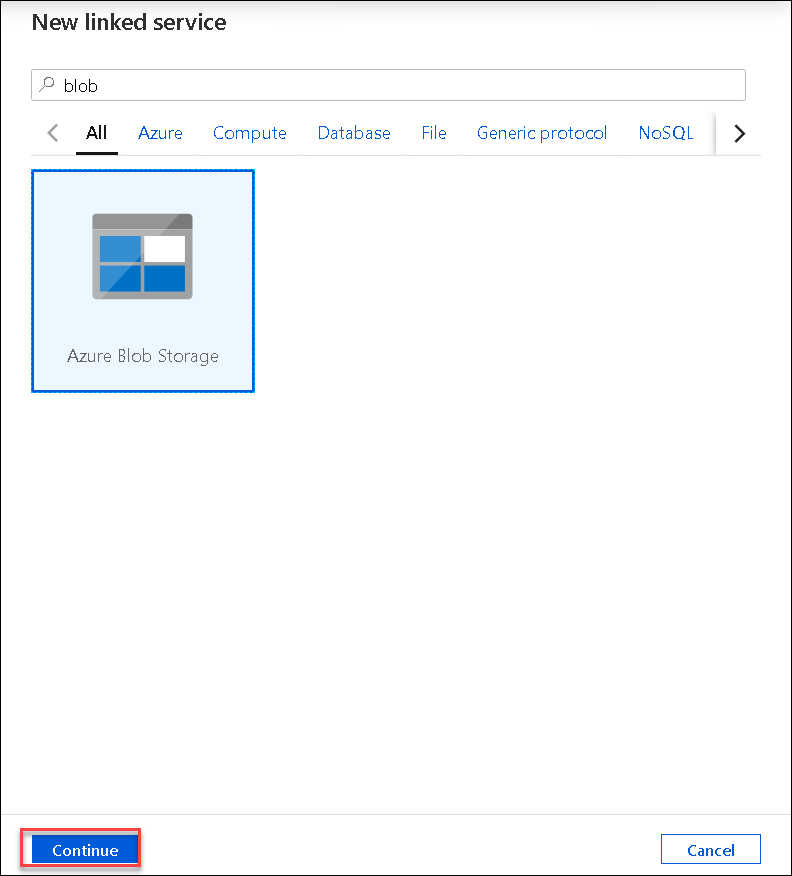 New linked service
blob
All Azure Compute Database File Generic protocol NoSQL
Azure Blob Storage
Continue Cancel